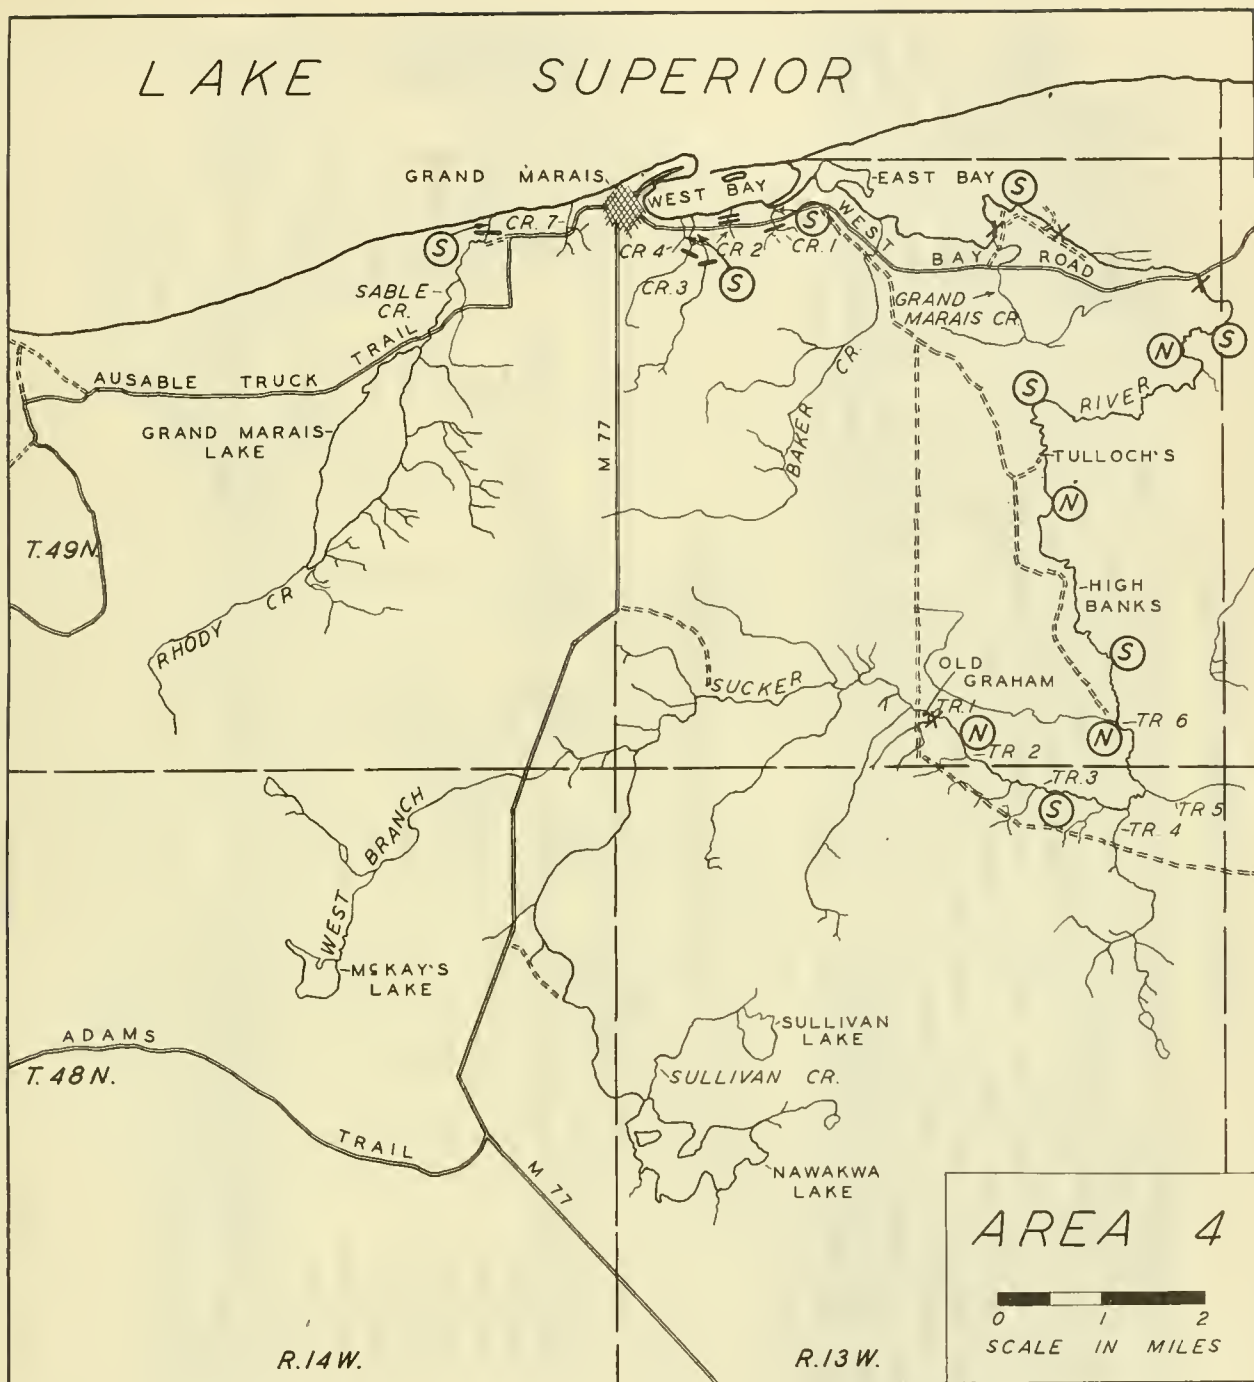 LAKE SUPERIOR
GRAND MARAIS
WEST BAY
EAST BAY
S
CR. 7
S
CR 4
CR 2
CR. 1
S
WEST BAY ROAD
CR. 3
S
SABLE
CR.
GRAND
MARAIS CR.
TRAIL
AUSABLE TRUCK
N
S
S
RIVER
GRAND MARAIS
LAKE
M 77
BAKER CR.
TULLOCH'S
N
T. 49N.
HIGH
BANKS
RHODY CR
S
SUCKER
OLD
GRAHAM
TR. 1
N
N
TR 6
TR 2
TR. 3
S
TR 5
TR. 4
WEST BRANCH
McKAY'S
LAKE
SULLIVAN
LAKE
ADAMS
T. 48N.
SULLIVAN CR.
TRAIL
M 77
NAWAKWA
LAKE
AREA 4
0 1 2
SCALE IN MILES
R. 14W.
R. 13W.